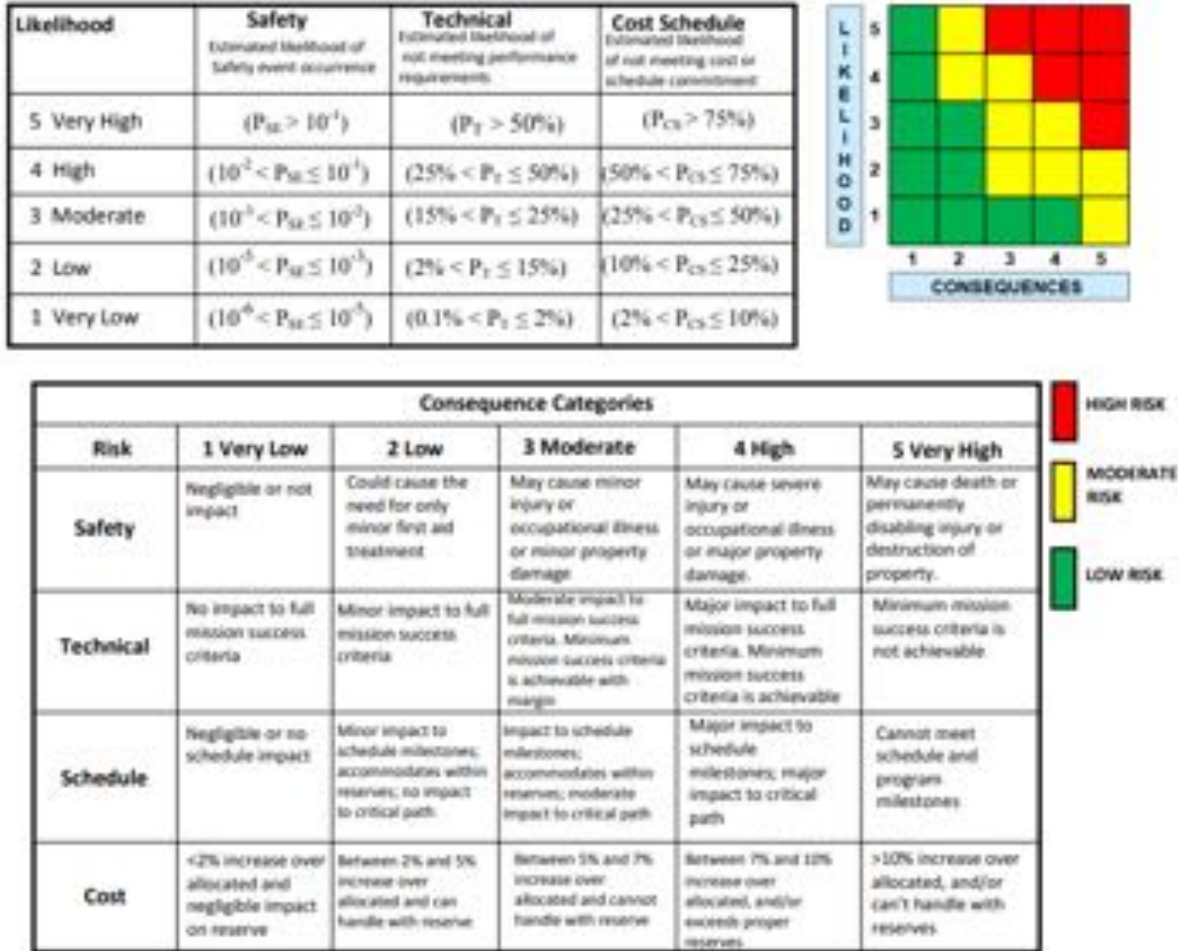 Likelihood
Safety
Estimated likelihood of
Safety event occurrence
Technical
Estimated likelihood of
not meeting performance
requirements
Cost Schedule
Estimated likelihood
of not meeting cost or
schedule commitment
5 Very High
(P_SE > 10^-1)
(P_T > 50%)
(P_CS > 75%)
4 High
(10^-2 < P_SE ≤ 10^-1)
(25% < P_T ≤ 50%)
(50% < P_CS ≤ 75%)
3 Moderate
(10^-3 < P_SE ≤ 10^-2)
(15% < P_T ≤ 25%)
(25% < P_CS ≤ 50%)
2 Low
(10^-5 < P_SE ≤ 10^-3)
(2% < P_T ≤ 15%)
(10% < P_CS ≤ 25%)
1 Very Low
(10^-6 < P_SE ≤ 10^-5)
(0.1% < P_T ≤ 2%)
(2% < P_CS ≤ 10%)
LIKELIHOOD
5
4
3
2
1
1 2 3 4 5
CONSEQUENCES
Consequence Categories
Risk
1 Very Low
2 Low
3 Moderate
4 High
5 Very High
Safety
Negligible or not
impact
Could cause the
need for only
minor first aid
treatment
May cause minor
injury or
occupational illness
or minor property
damage
May cause severe
injury or
occupational illness
or major property
damage.
May cause death or
permanently
disabling injury or
destruction of
property.
Technical
No impact to full
mission success
criteria
Minor impact to full
mission success
criteria
Moderate impact to
full mission success
criteria. Minimum
mission success criteria
is achievable with
margin
Major impact to full
mission success
criteria. Minimum
mission success
criteria is achievable
Minimum mission
success criteria is
not achievable
Schedule
Negligible or no
schedule impact
Minor impact to
schedule milestones;
accommodates within
reserves; no impact
to critical path
Impact to schedule
milestones;
accommodates within
reserves; moderate
impact to critical path
Major impact to
schedule
milestones; major
impact to critical
path
Cannot meet
schedule and
program
milestones
Cost
<2% increase over
allocated and
negligible impact
on reserve
Between 2% and 5%
increase over
allocated and can
handle with reserve
Between 5% and 7%
increase over
allocated and cannot
handle with reserve
Between 7% and 10%
increase over
allocated, and/or
exceeds proper
reserves
>10% increase over
allocated, and/or
can't handle with
reserves
HIGH RISK
MODERATE
RISK
LOW RISK